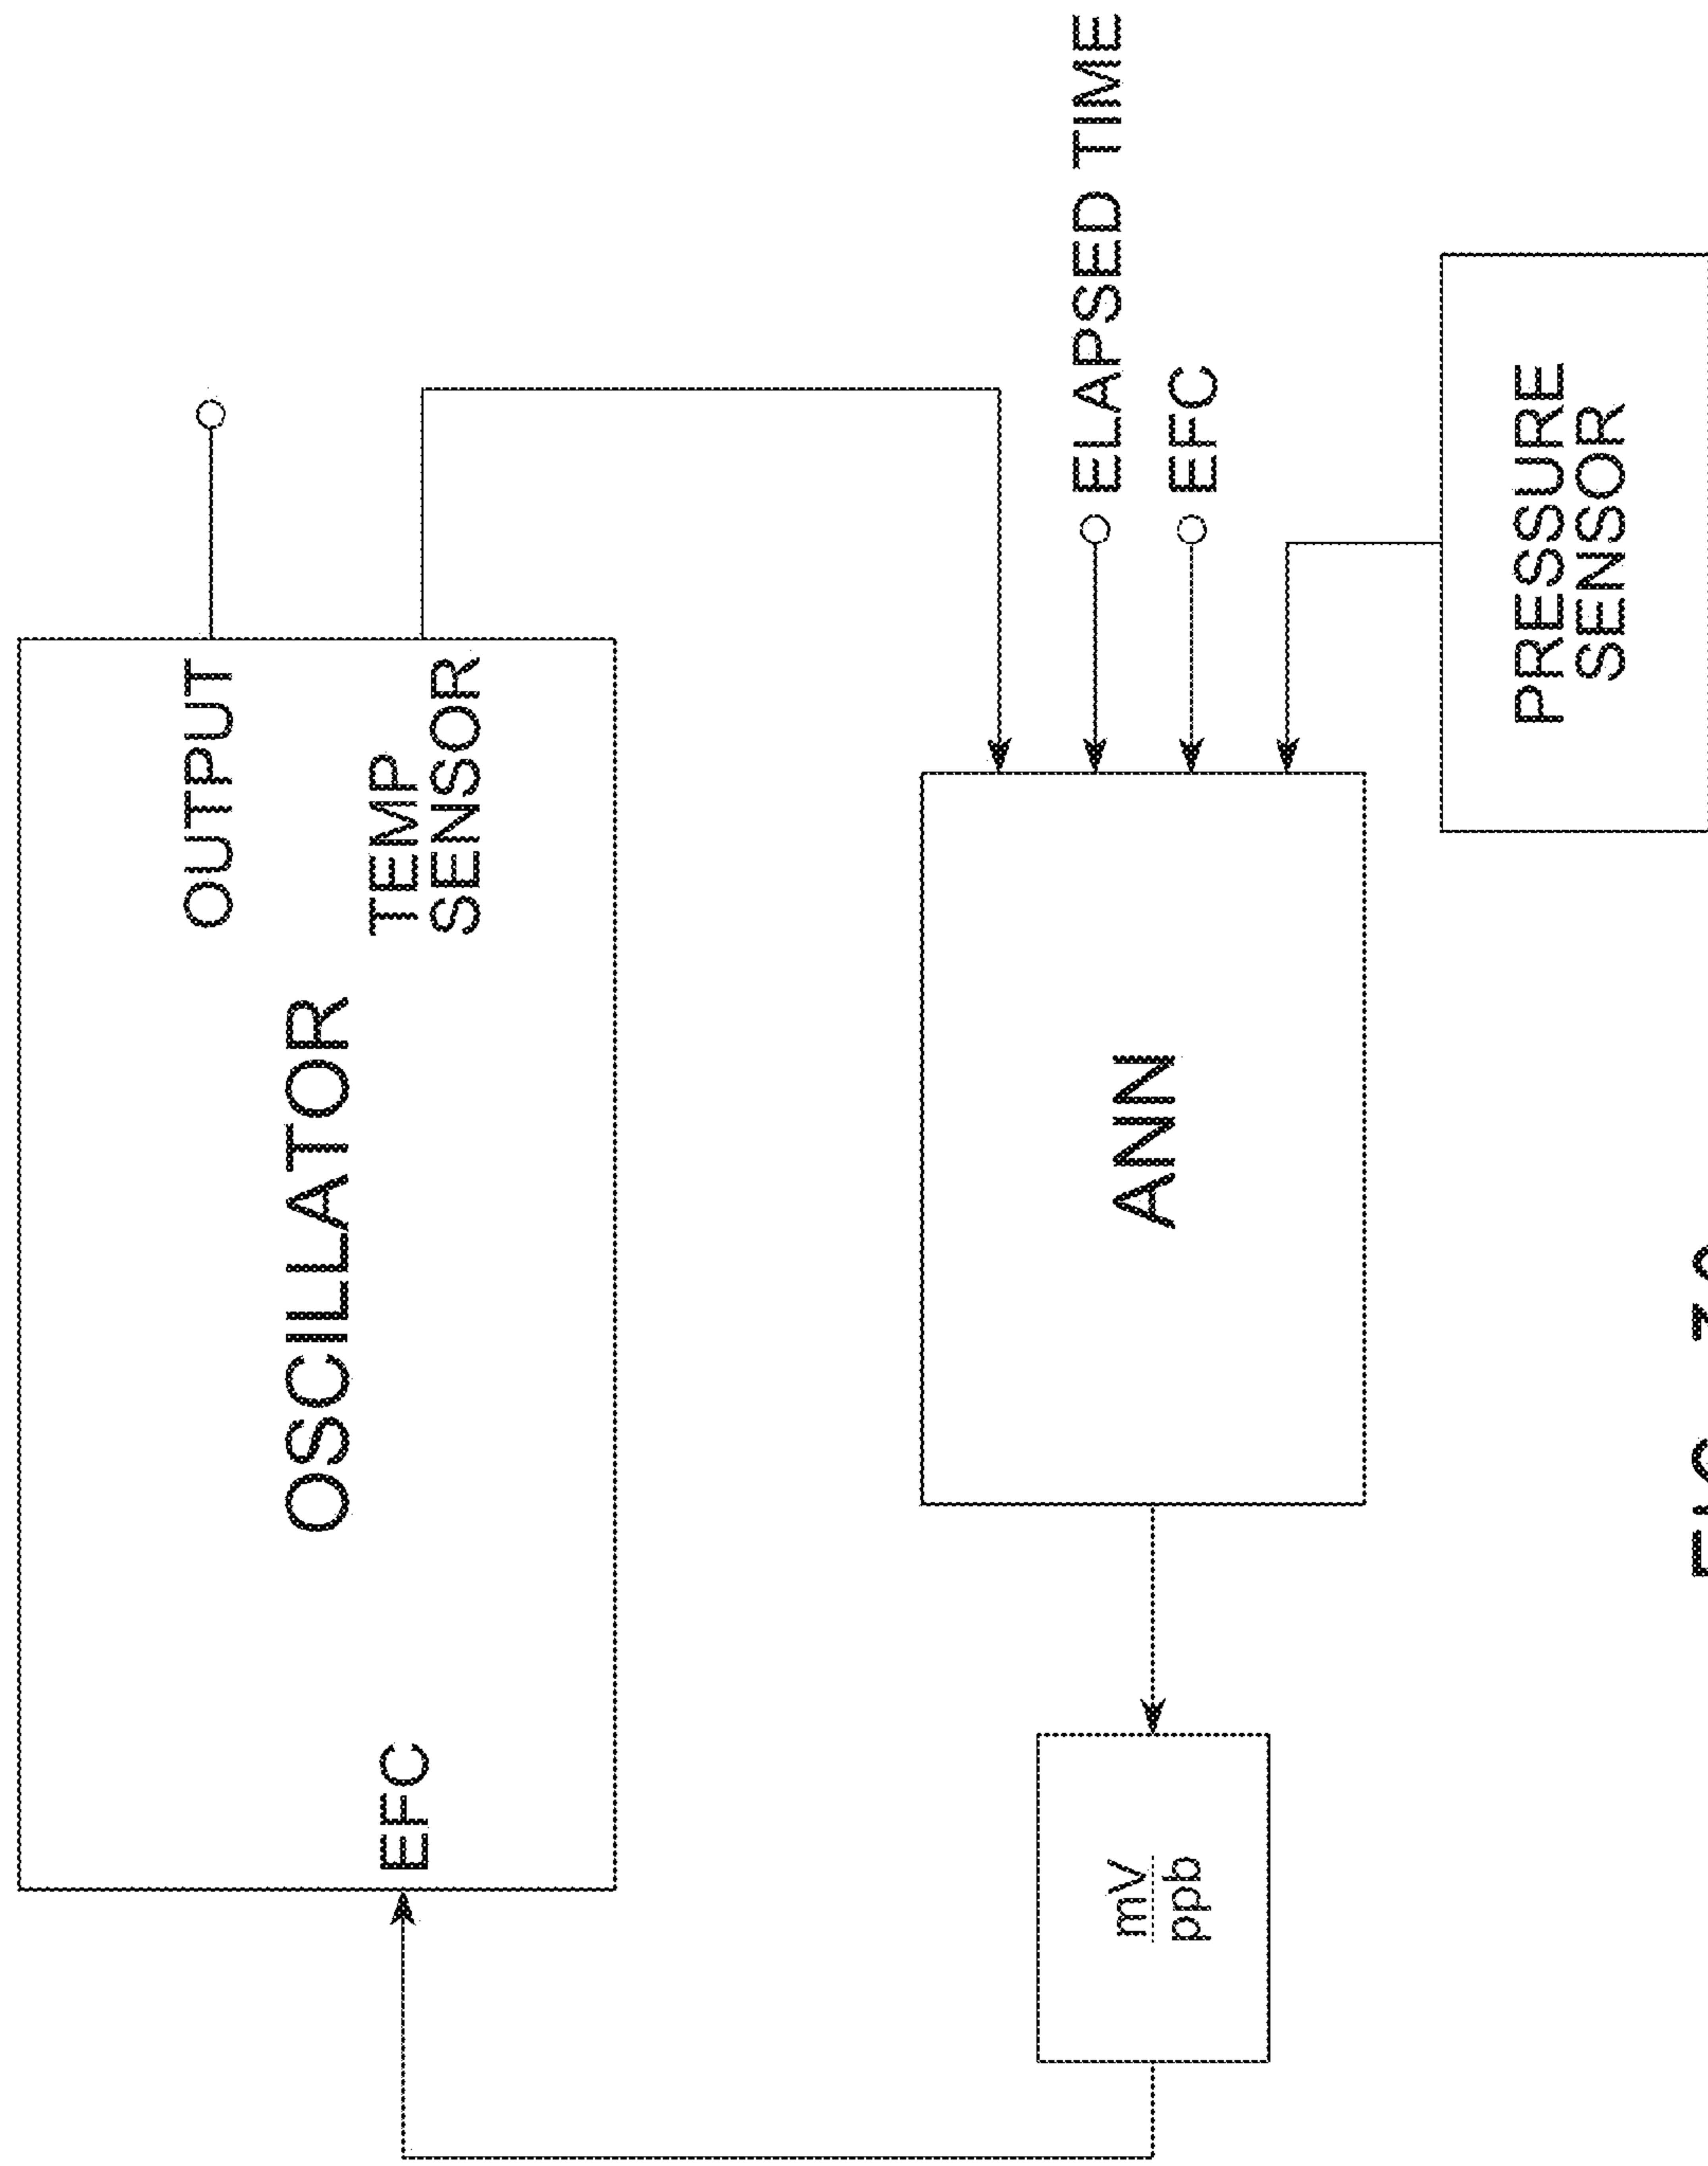 OUTPUT
TEMP
SENSOR
OSCILLATOR
EFC
ELAPSED TIME
EFC
ANN
mV
ppb
PRESSURE
SENSOR